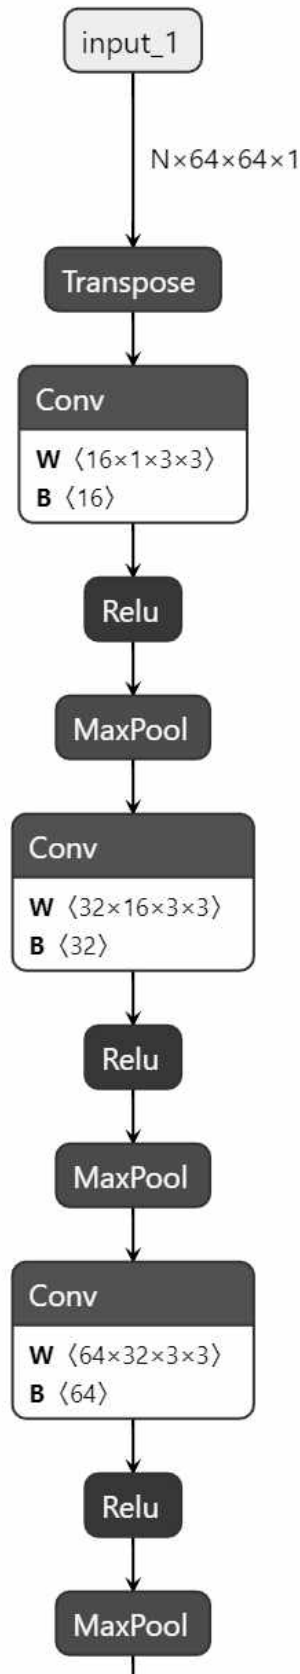 input_1
N×64×64×1
Transpose
Conv
W 〈16×1×3×3〉
B 〈16〉
Relu
MaxPool
Conv
W 〈32×16×3×3〉
B 〈32〉
Relu
MaxPool
Conv
W 〈64×32×3×3〉
B 〈64〉
Relu
MaxPool